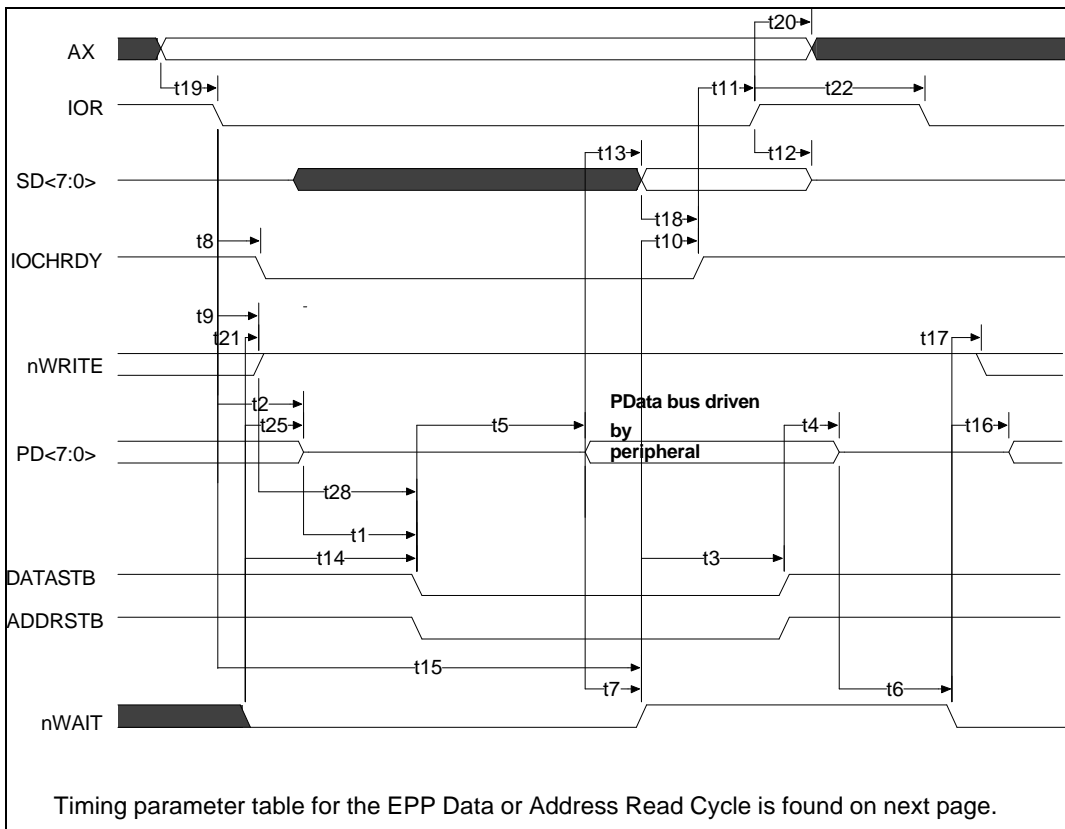 t20
AX
t19
t11
t22
IOR
t13
t12
SD<7:0>
t18
t8
t10
IOCHRDY
t9
t21
t17
nWRITE
t2
PData bus driven
t25
t5
by
t4
t16
PD<7:0>
peripheral
t28
t1
t14
t3
DATASTB
ADDRSTB
t15
t7
t6
nWAIT
Timing parameter table for the EPP Data or Address Read Cycle is found on next page.